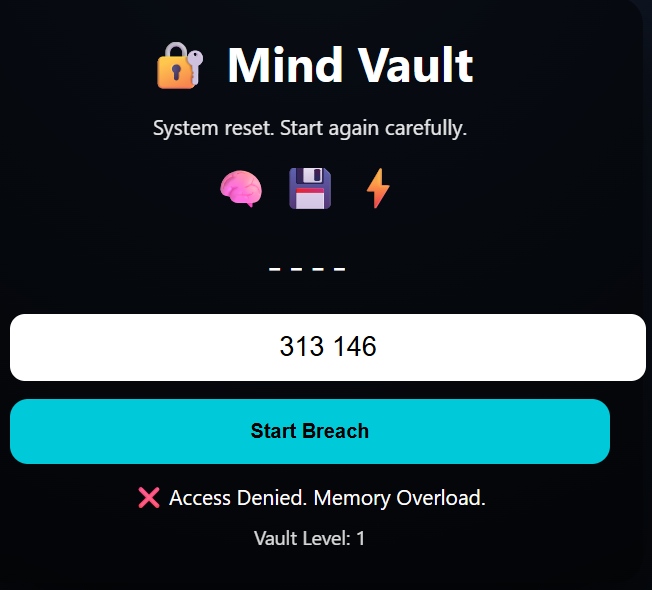 Mind Vault
System reset. Start again carefully.
- - - -
313 146
Start Breach
❌ Access Denied. Memory Overload.
Vault Level: 1